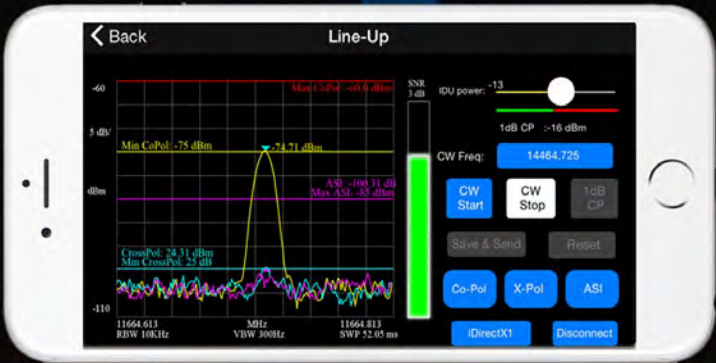 Back
Line-Up
-60
Max CoPol: -60.0 dBm
SNR
3 dB
IDU power:
-13
5 dB/
1dB CP :-16 dBm
Min CoPol: -75 dBm
-74.71 dBm
CW Freq:
14464.725
dBm
ASI: -100.31 dB
Max ASI: -85 dBm
CW
Start
CW
Stop
1dB
CP
Save & Send
Reset
CrossPol: 24.31 dBm
Min CrossPol: 25 dB
Co-Pol
X-Pol
ASI
-110
11664.613
MHz
11664.813
RBW 10KHz
VBW 300Hz
SWP 52.05 ms
iDirectX1
Disconnect